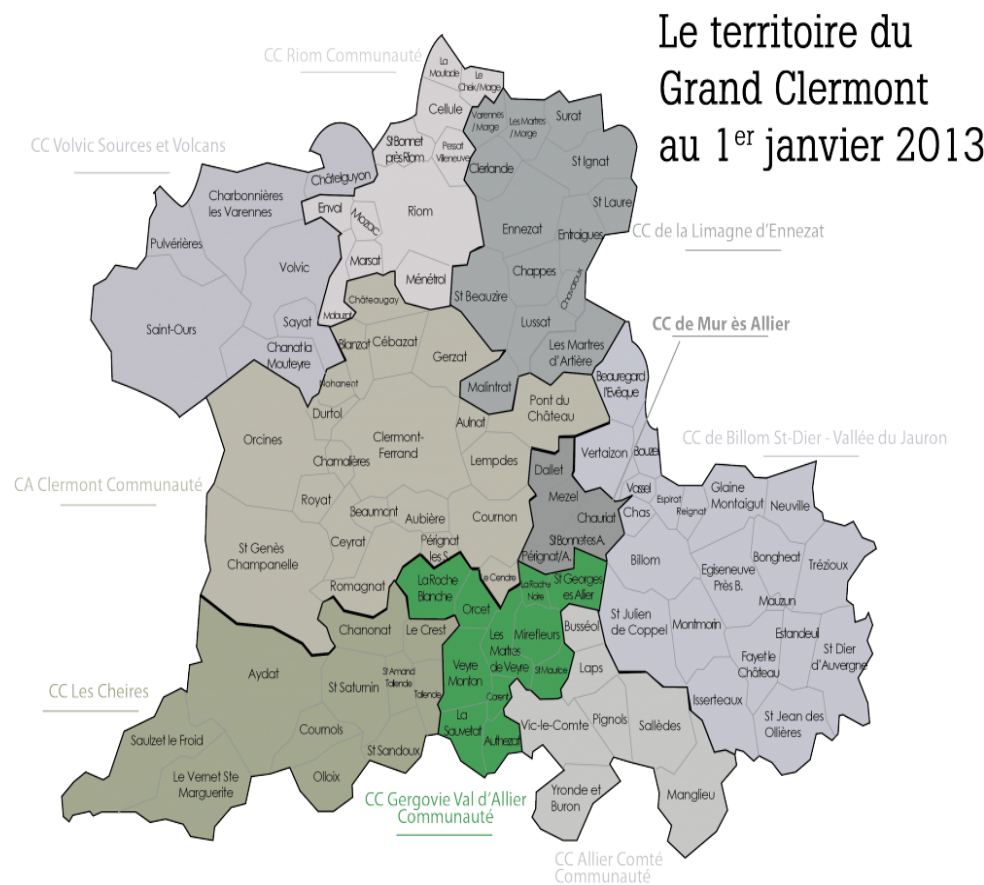 Le territoire du
Grand Clermont
au 1er janvier 2013
CC Riom Communauté
La
Moutade
Le
Cheix/Marge
Cellule
Varennes
/Marge
Les Martres
/Marge
Surat
CC Volvic Sources et Volcans
St Bonnet
près Riom
Pessat
Villeneuve
Clerlande
St Ignat
Châtelguyon
Charbonnières
les Varennes
St Laure
Enval
Mozac
Riom
Ennezat
Entraigues
CC de la Limagne d'Ennezat
Pulvérières
Marsat
Volvic
Ménétrol
Chappes
Chavaroux
Châteaugay
St Beauzire
Malauzat
Sayat
Lussat
CC de Mur ès Allier
Saint-Ours
Blanzat
Cébazat
Gerzat
Les Martres
d'Artière
Chanat la
Mouteyre
Nohanent
Malintrat
Beauregard
l'Evêque
Durtol
Pont du
Château
Aulnat
Orcines
Clermont-
Ferrand
CC de Billom St-Dier - Vallée du Jauron
Chamalières
Lempdes
Vertaizon
Bouzel
Dallet
CA Clermont Communauté
Royat
Mezel
Vassel
Espirat
Reignat
Glaine
Montaigut
Neuville
Beaumont
Aubière
Cournon
Chauriat
Chas
Ceyrat
Pérignat
les S.
St Bonnet es A.
Pérignat/A.
St Genès
Champanelle
Billom
Bongheat
Trézioux
Egiseneuve
Près B.
Romagnat
La Roche
Blanche
Le Cendre
La Roche
Noire
St Georges
es Allier
Orcet
Mauzun
Chanonat
Le Crest
Les
Martres
de Veyre
Mirefleurs
Busséol
St Julien
de Coppel
Montmorin
Estandeuil
St Dier
d'Auvergne
Fayet le
Château
Aydat
St Saturnin
St Amand
Tallende
Tallende
Veyre
Monton
St Maurice
Laps
CC Les Cheires
Corent
Isserteaux
La
Sauvetat
Authezat
Vic-le-Comte
Pignols
Sallèdes
St Jean des
Ollières
Saulzet le Froid
Cournols
St Sandoux
Le Vernet Ste
Marguerite
Olloix
CC Gergovie Val d'Allier
Communauté
Yronde et
Buron
Manglieu
CC Allier Comté
Communauté